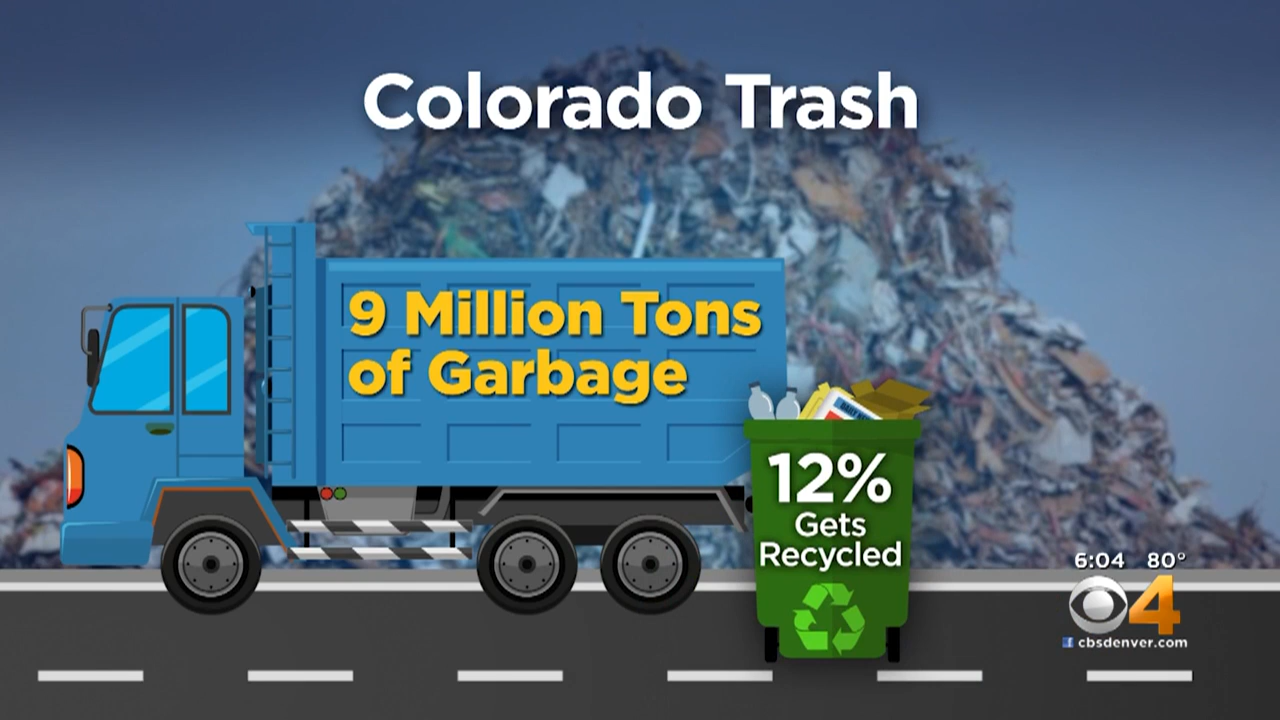 Colorado Trash
9 Million Tons
of Garbage
12%
Gets
Recycled
6:04 80°
4
cbsdenver.com